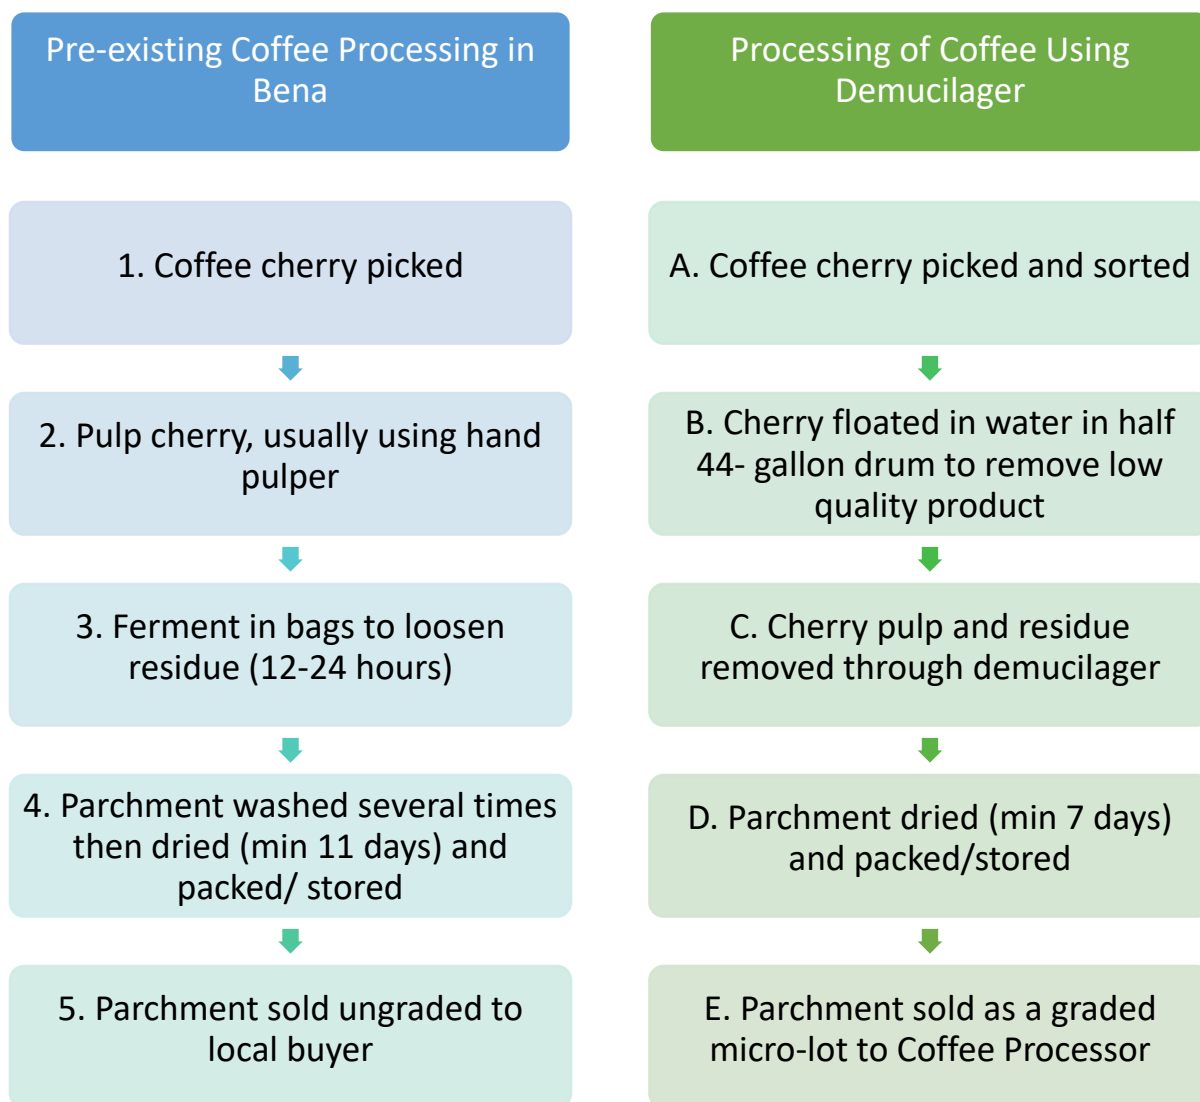 Pre-existing Coffee Processing in
Bena
1. Coffee cherry picked
2. Pulp cherry, usually using hand
pulper
3. Ferment in bags to loosen
residue (12-24 hours)
4. Parchment washed several times
then dried (min 11 days) and
packed/ stored
5. Parchment sold ungraded to
local buyer
Processing of Coffee Using
Demucilager
A. Coffee cherry picked and sorted
B. Cherry floated in water in half
44- gallon drum to remove low
quality product
C. Cherry pulp and residue
removed through demucilager
D. Parchment dried (min 7 days)
and packed/stored
E. Parchment sold as a graded
micro-lot to Coffee Processor